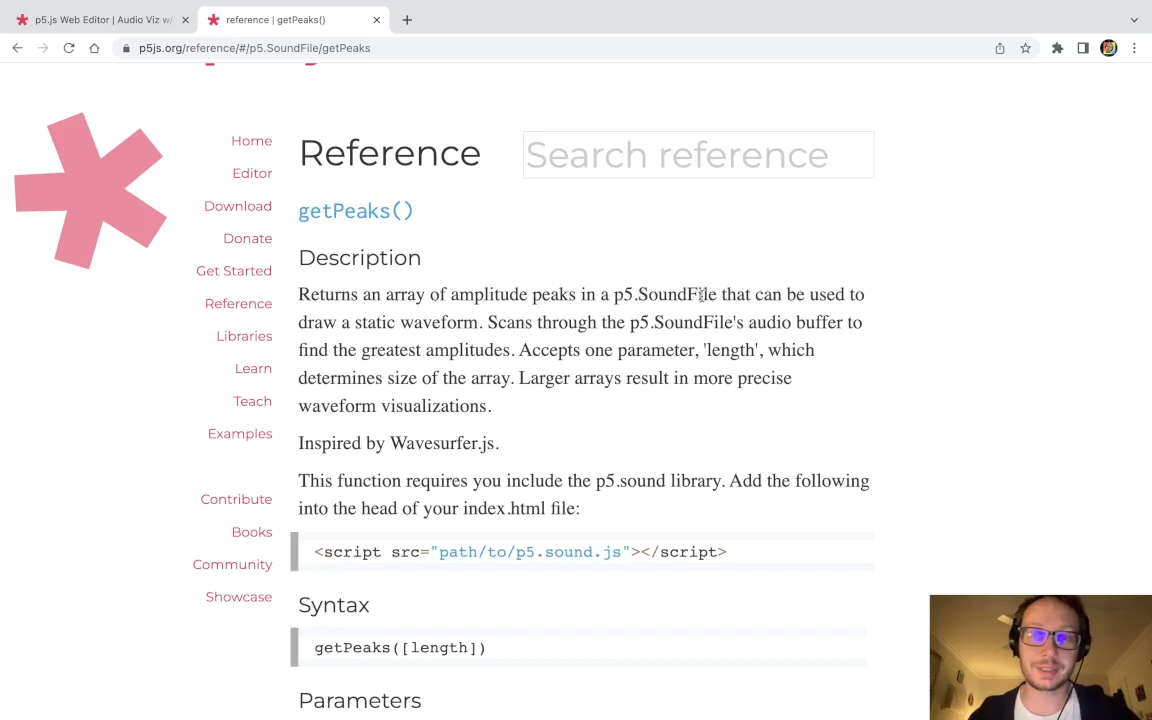 p5.js Web Editor | Audio Viz w/
reference | getPeaks()
p5js.org/reference/#/p5.SoundFile/getPeaks
Home
Editor
Download
Donate
Get Started
Reference
Libraries
Learn
Teach
Examples
Contribute
Books
Community
Showcase
Reference
Search reference
getPeaks()
Description
Returns an array of amplitude peaks in a p5.SoundFile that can be used to
draw a static waveform. Scans through the p5.SoundFile's audio buffer to
find the greatest amplitudes. Accepts one parameter, 'length', which
determines size of the array. Larger arrays result in more precise
waveform visualizations.
Inspired by Wavesurfer.js.
This function requires you include the p5.sound library. Add the following
into the head of your index.html file:
<script src="path/to/p5.sound.js"></script>
Syntax
getPeaks([length])
Parameters